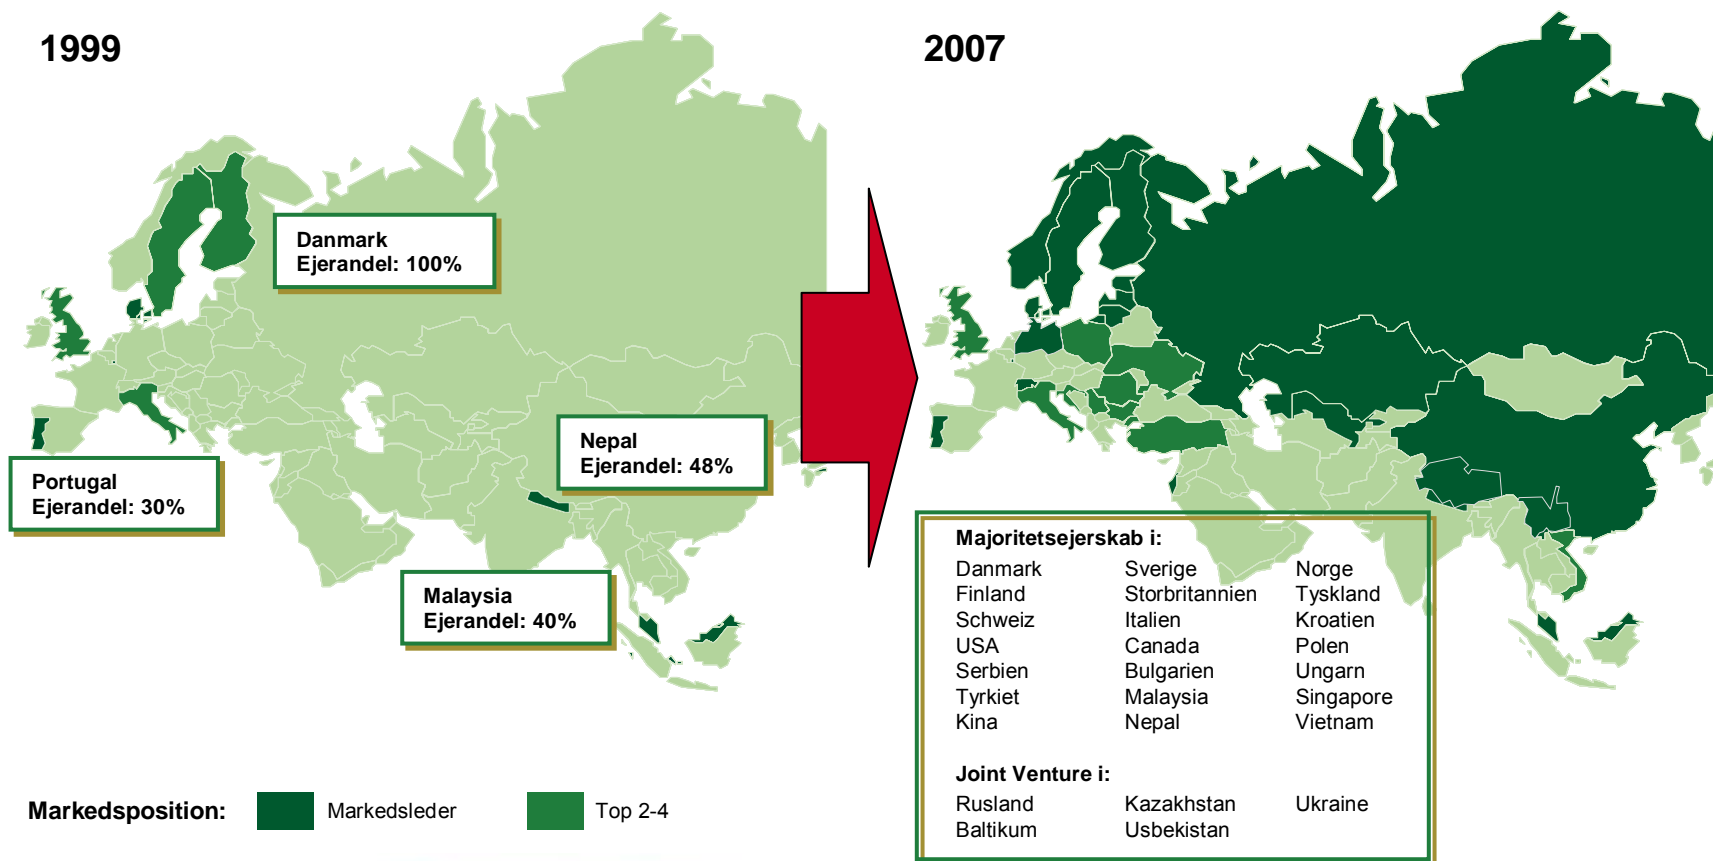 1999
2007
Danmark
Ejerandel: 100%
Nepal
Ejerandel: 48%
Portugal
Ejerandel: 30%
Malaysia
Ejerandel: 40%
Majoritetsejerskab i:
Danmark Sverige Norge
Finland Storbritannien Tyskland
Schweiz Italien Kroatien
USA Canada Polen
Serbien Bulgarien Ungarn
Tyrkiet Malaysia Singapore
Kina Nepal Vietnam
Joint Venture i:
Rusland Kazakhstan Ukraine
Baltikum Usbekistan
Markedsposition: Markedsleder Top 2-4